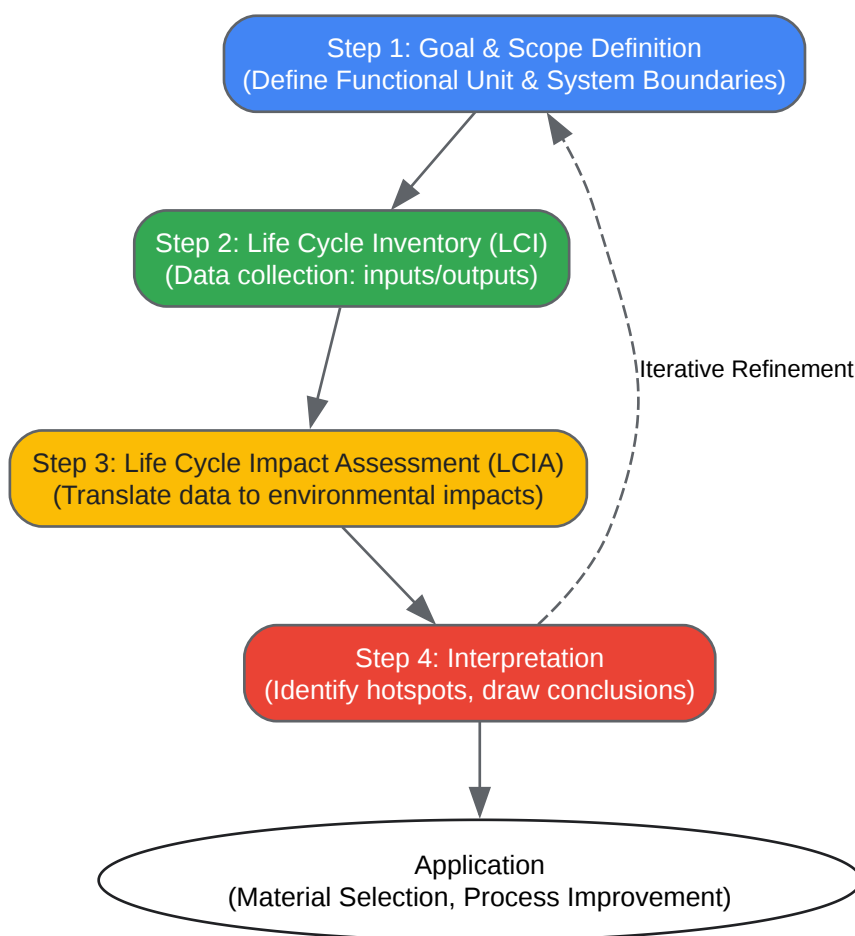 Step 1: Goal & Scope Definition
(Define Functional Unit & System Boundaries)
Step 2: Life Cycle Inventory (LCI)
(Data collection: inputs/outputs)
Iterative Refinement
Step 3: Life Cycle Impact Assessment (LCIA)
(Translate data to environmental impacts)
Step 4: Interpretation
(Identify hotspots, draw conclusions)
Application
(Material Selection, Process Improvement)